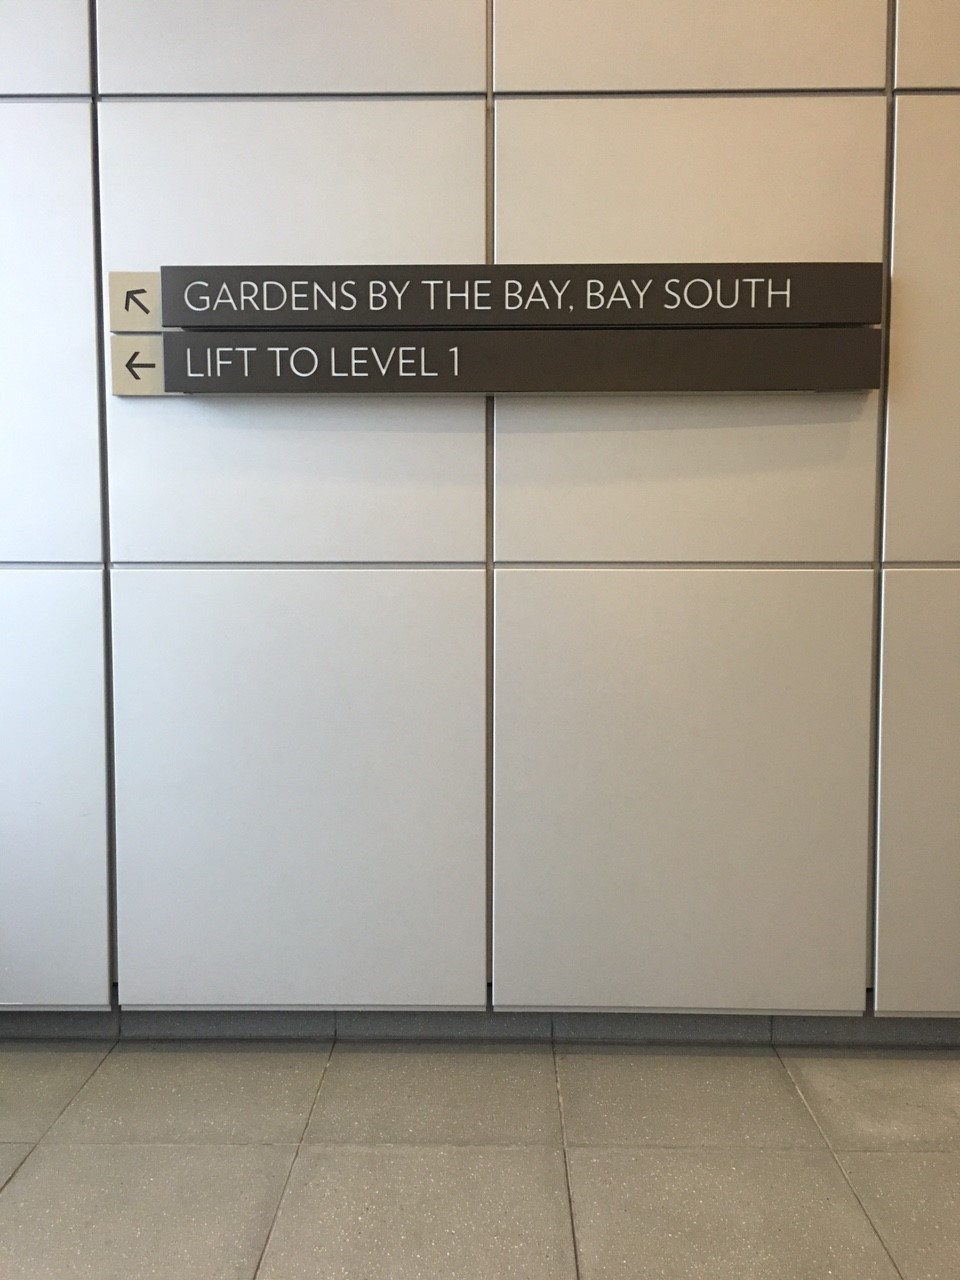 GARDENS BY THE BAY, BAY SOUTH
LIFT TO LEVEL 1